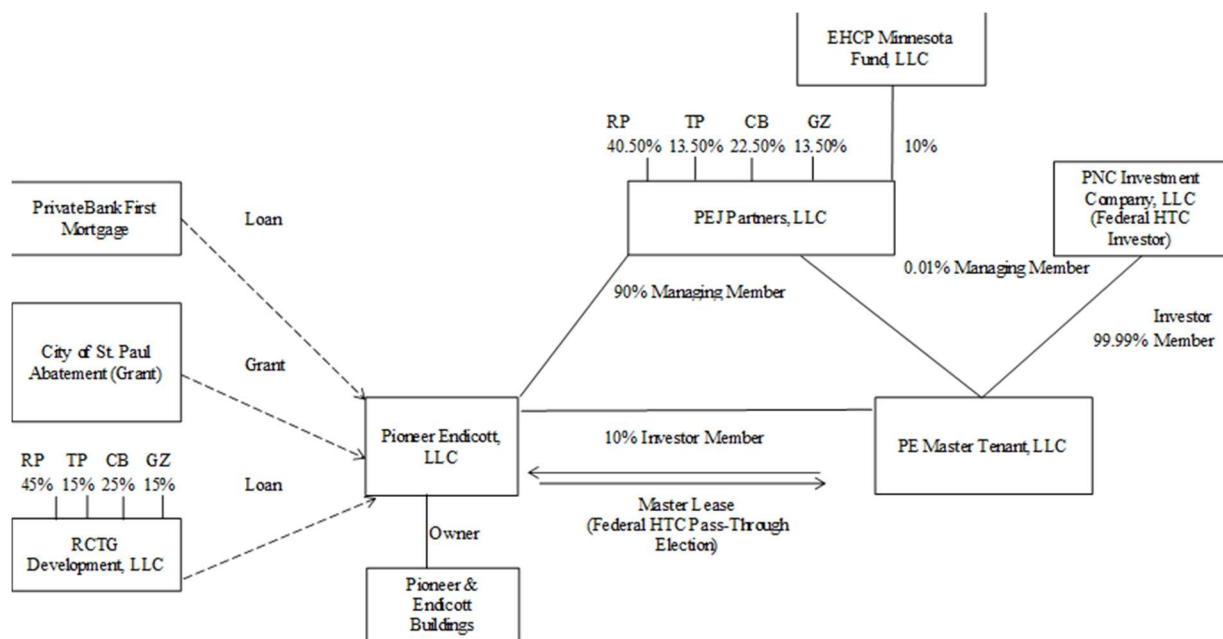 EHCP Minnesota
Fund, LLC
RP TP CB GZ
40.50% 13.50% 22.50% 13.50%
10%
PEJ Partners, LLC
PNC Investment
Company, LLC
(Federal HTC
Investor)
PrivateBank First
Mortgage
Loan
90% Managing Member
0.01% Managing Member
Investor
99.99% Member
City of St. Paul
Abatement (Grant)
Grant
Pioneer Endicott,
LLC
10% Investor Member
PE Master Tenant, LLC
RP TP CB GZ
45% 15% 25% 15%
Loan
RCTG
Development, LLC
Master Lease
(Federal HTC Pass-Through
Election)
Owner
Pioneer &
Endicott
Buildings